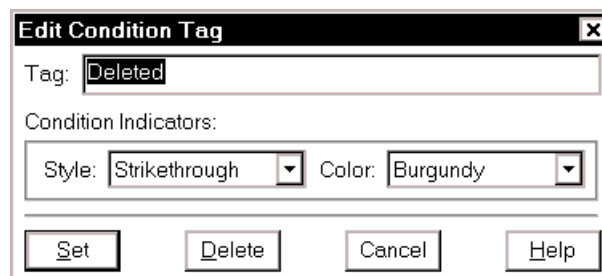 Edit Condition Tag
Tag: Deleted
Condition Indicators:
Style: Strikethrough Color: Burgundy
Set Delete Cancel Help